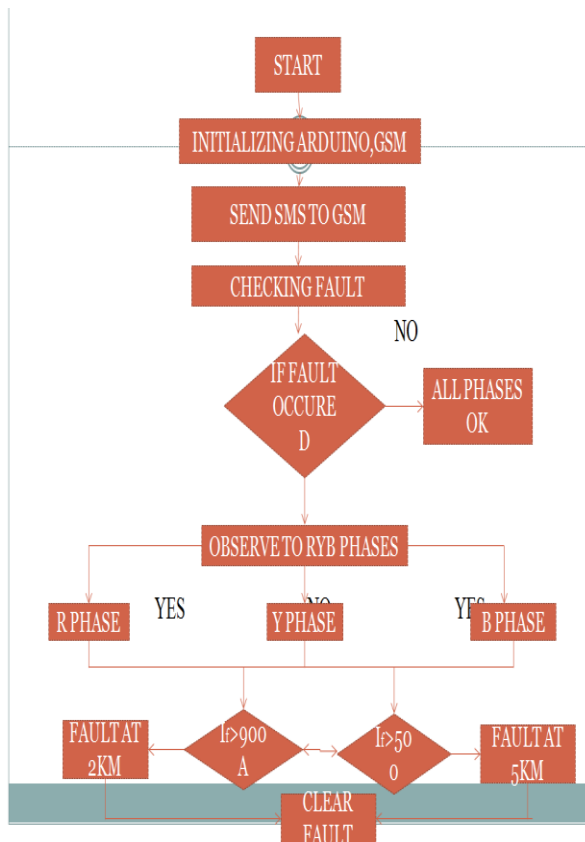 START
INITIALIZING ARDUINO,GSM
SEND SMS TO GSM
CHECKING FAULT
NO
IF FAULT
OCCURE
D
ALL PHASES
OK
OBSERVE TO RYB PHASES
YES
NO
YES
R PHASE
Y PHASE
B PHASE
If>900
A
If>50
0
FAULT AT
2KM
FAULT AT
5KM
CLEAR
FAULT